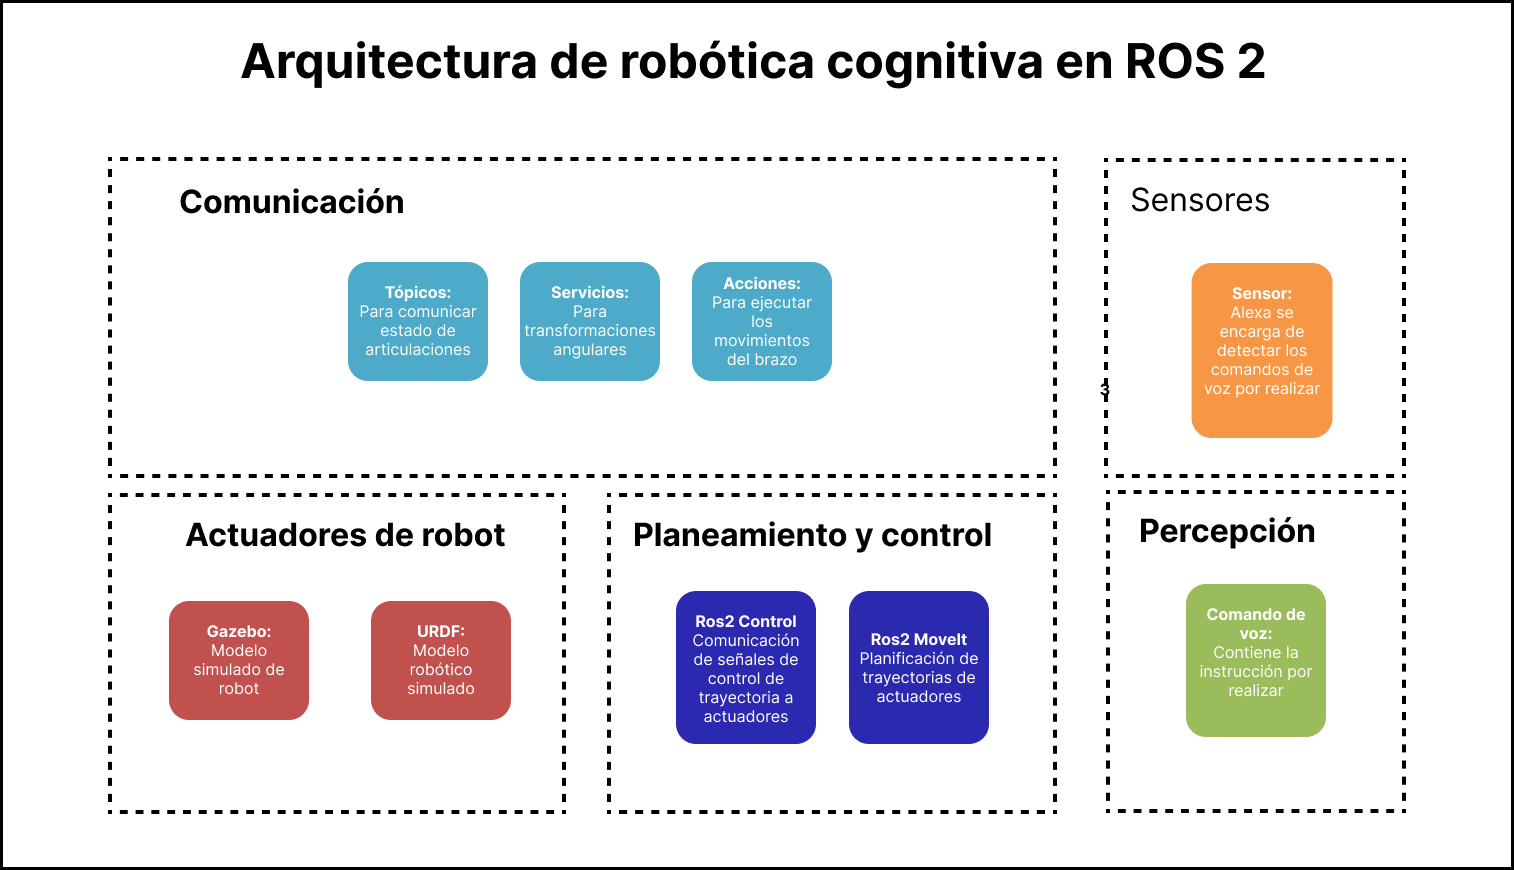 Arquitectura de robótica cognitiva en ROS 2
Comunicación
Tópicos:
Para comunicar
estado de
articulaciones
Servicios:
Para
transformaciones
angulares
Acciones:
Para ejecutar
los
movimientos
del brazo
Sensores
Sensor:
Alexa se
encarga de
detectar los
comandos de
voz por realizar
3
Actuadores de robot
Gazebo:
Modelo
simulado de
robot
URDF:
Modelo
robótico
simulado
Planeamiento y control
Ros2 Control
Comunicación
de señales de
control de
trayectoria a
actuadores
Ros2 MoveIt
Planificación de
trayectorias de
actuadores
Percepción
Comando de
voz:
Contiene la
instrucción por
realizar